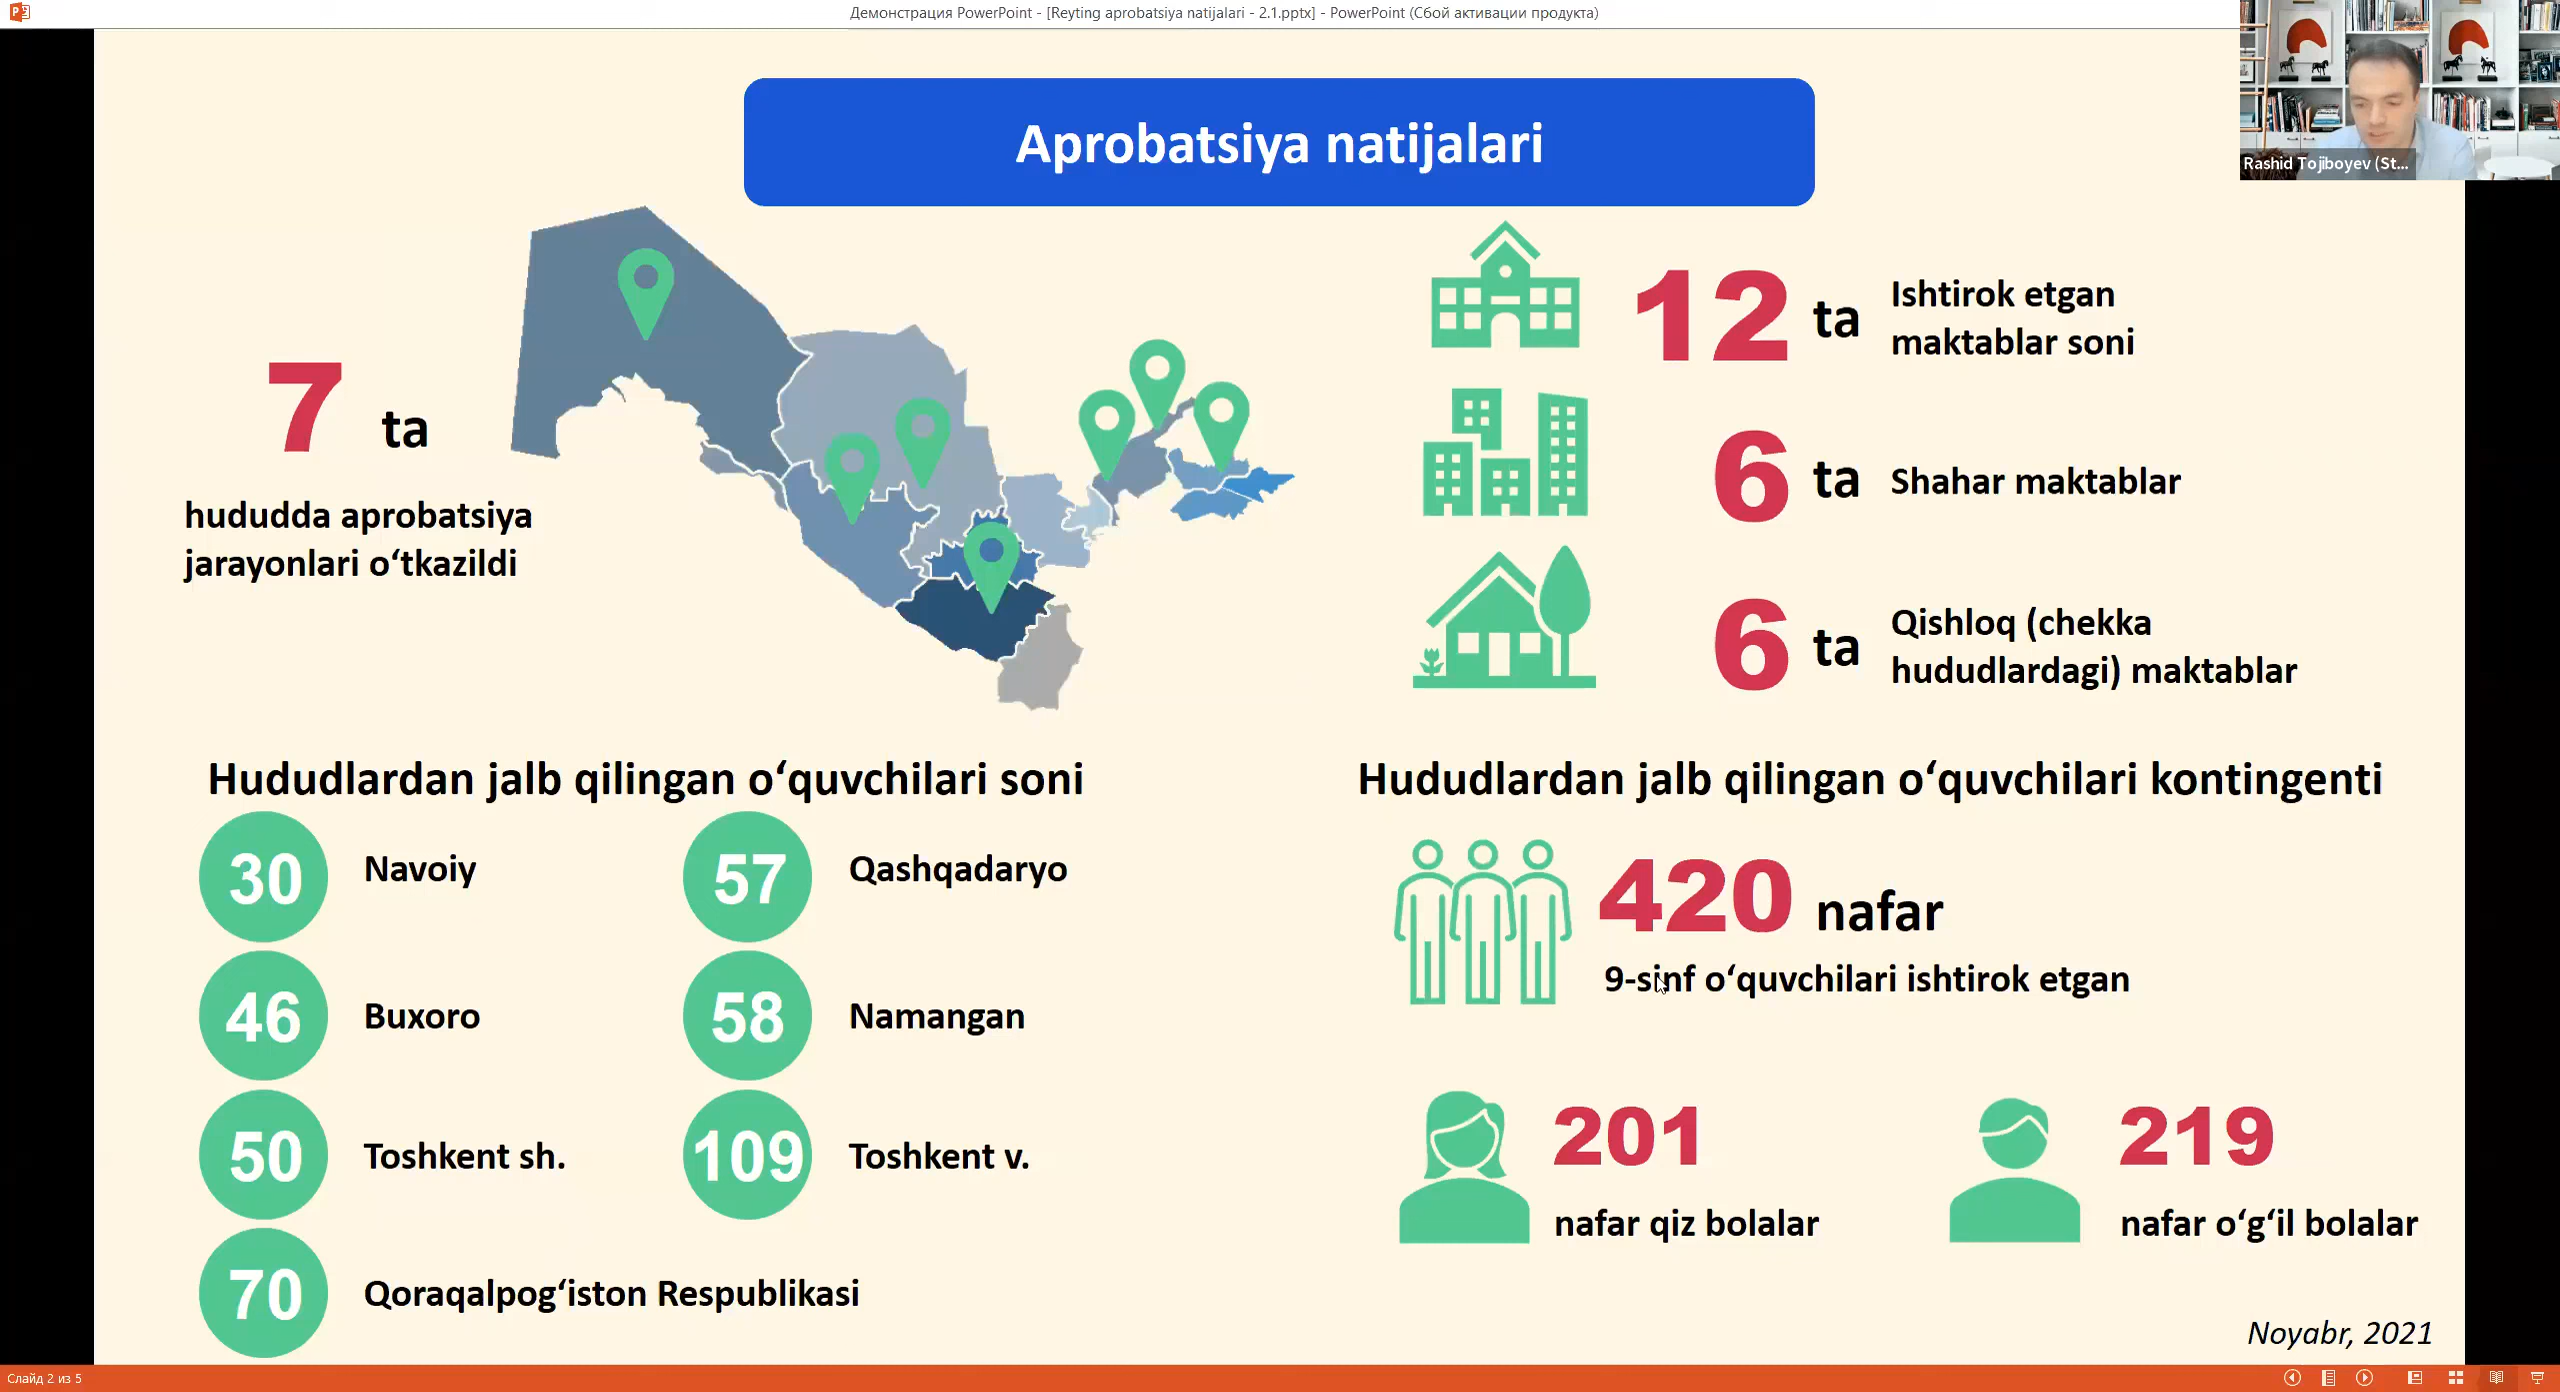 Демонстрация PowerPoint - [Reyting aprobatsiya natijalari - 2.1.pptx] - PowerPoint (Сбой активации продукта)
Rashid Tojiboyev (St...
Aprobatsiya natijalari
7 ta
hududda aprobatsiya
jarayonlari o‘tkazildi
12 ta
Ishtirok etgan
maktablar soni
6 ta Shahar maktablar
6 ta
Qishloq (chekka
hududlardagi) maktablar
Hududlardan jalb qilingan o‘quvchilari soni
30 Navoiy
57 Qashqadaryo
46 Buxoro
58 Namangan
50 Toshkent sh.
109 Toshkent v.
70 Qoraqalpog‘iston Respublikasi
Hududlardan jalb qilingan o‘quvchilari kontingenti
420 nafar
9-sinf o‘quvchilari ishtirok etgan
201
nafar qiz bolalar
219
nafar o‘g‘il bolalar
Noyabr, 2021
Слайд 2 из 5